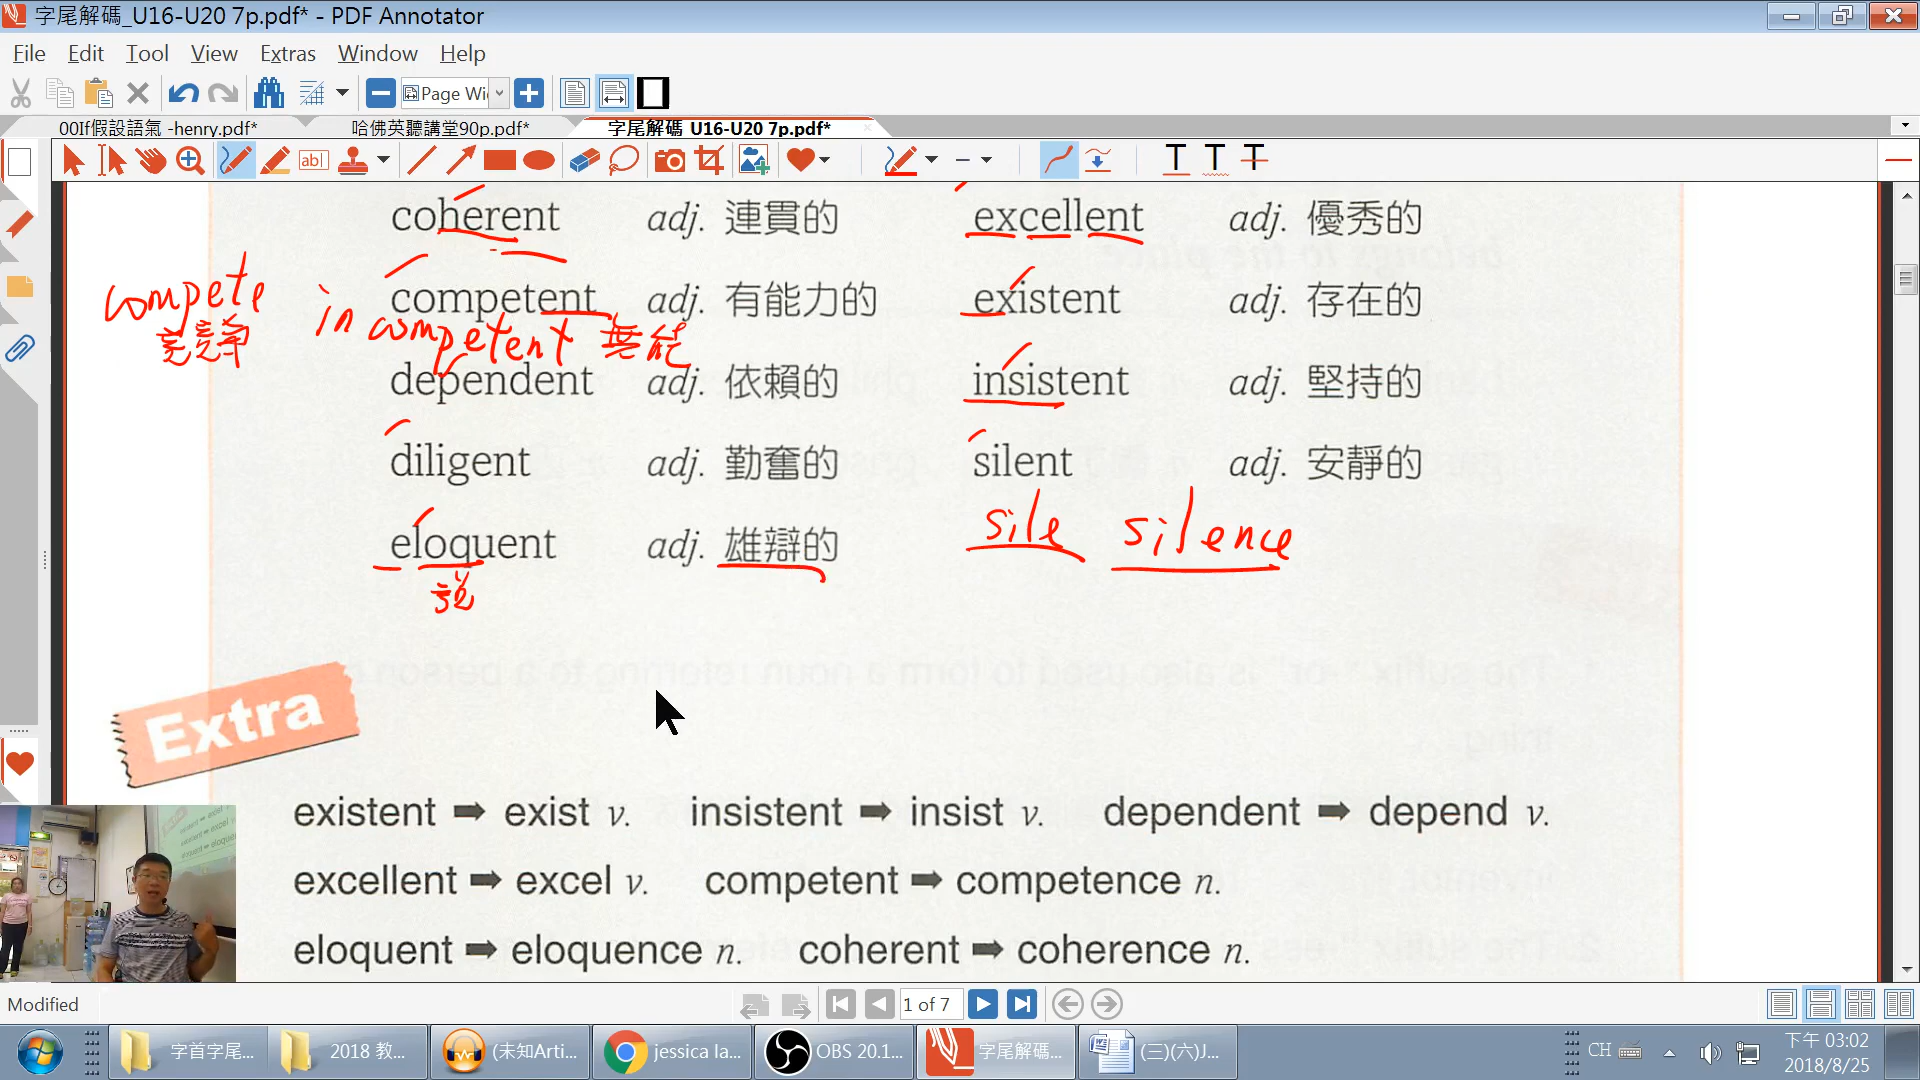 字尾解碼_U16-U20 7p.pdf* - PDF Annotator
File Edit Tool View Extras Window Help
Page Wi
00If假設語氣 -henry.pdf* 哈佛英聽講堂90p.pdf* 字尾解碼_U16-U20 7p.pdf*
coherent adj. 連貫的 excellent adj. 優秀的
compete competent adj. 有能力的 existent adj. 存在的
競爭 incompetent 無能
dependent adj. 依賴的 insistent adj. 堅持的
diligent adj. 勤奮的 silent adj. 安靜的
sile silence
eloquent adj. 雄辯的
說
Extra
existent ➡ exist v. insistent ➡ insist v. dependent ➡ depend v.
excellent ➡ excel v. competent ➡ competence n.
eloquent ➡ eloquence n. coherent ➡ coherence n.
Modified 1 of 7
字首字尾... 2018 教... (未知Arti... jessica la... OBS 20.1... 字尾解碼... (三)(六)J... CH 下午 03:02
2018/8/25